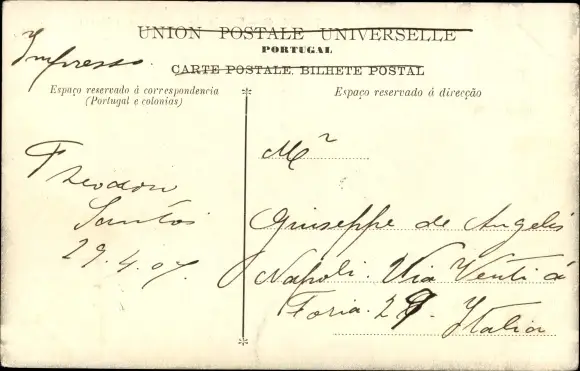 UNION POSTALE UNIVERSELLE
PORTUGAL
CARTE POSTALE. BILHETE POSTAL
Impresso.
Espaço reservado á correspondencia
(Portugal e colonias)
Espaço reservado á direcção
Mr
Theodoro
Santos
29.4.07.
Giuseppe de Angelis
Napoli. Via Venti á
Foria. 29. Italia